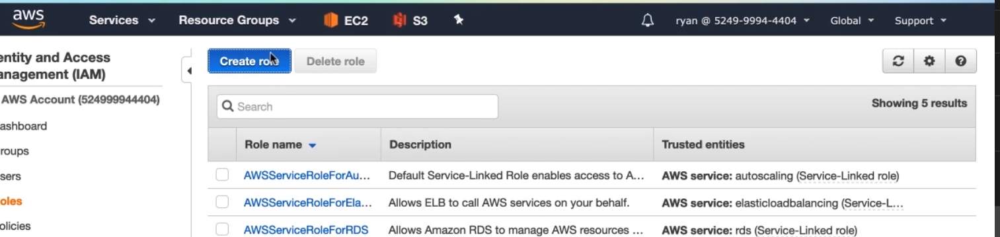 aws Services Resource Groups EC2 S3 ryan @ 5249-9994-4404 Global Support
entity and Access
anagement (IAM)
AWS Account (524999944404)
ashboard
roups
sers
oles
olicies
Create role Delete role
Search
Showing 5 results
Role name Description Trusted entities
AWSServiceRoleForAu... Default Service-Linked Role enables access to A... AWS service: autoscaling (Service-Linked role)
AWSServiceRoleForEla... Allows ELB to call AWS services on your behalf. AWS service: elasticloadbalancing (Service-L...
AWSServiceRoleForRDS Allows Amazon RDS to manage AWS resources ... AWS service: rds (Service-Linked role)